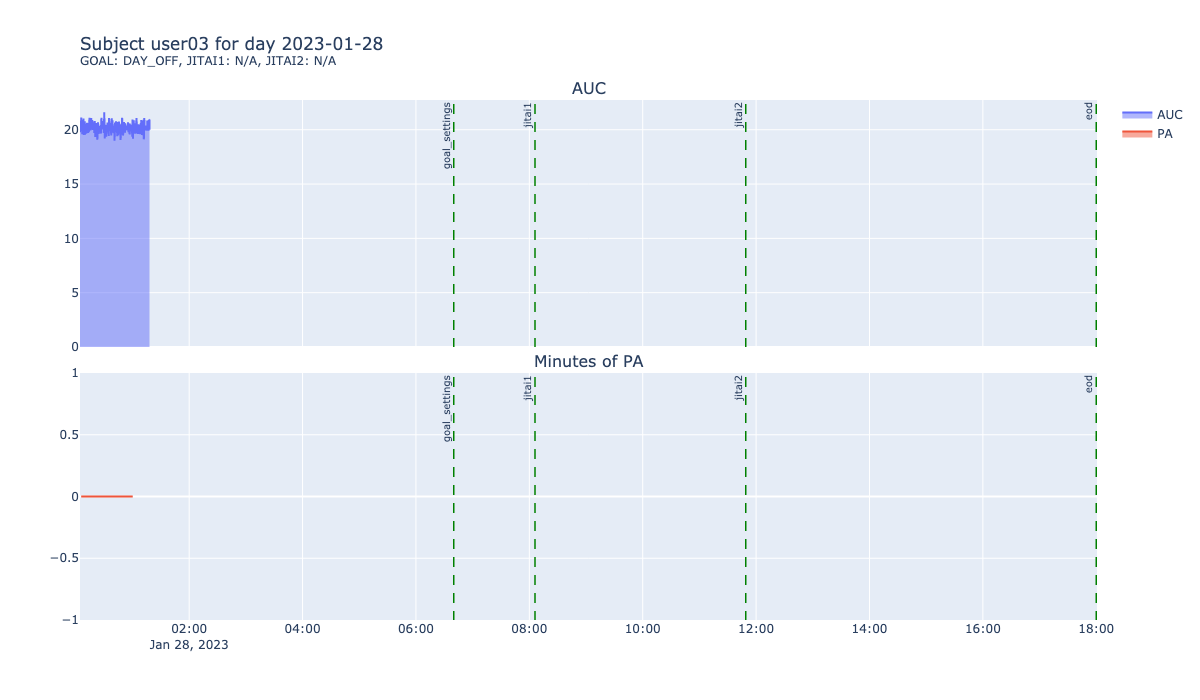 Subject user03 for day 2023-01-28
GOAL: DAY_OFF, JITAI1: N/A, JITAI2: N/A
AUC
20
15
10
5
0
goal_settings
jitai1
jitai2
eod
AUC
PA
Minutes of PA
1
0.5
0
−0.5
−1
goal_settings
jitai1
jitai2
eod
02:00
04:00
06:00
08:00
10:00
12:00
14:00
16:00
18:00
Jan 28, 2023